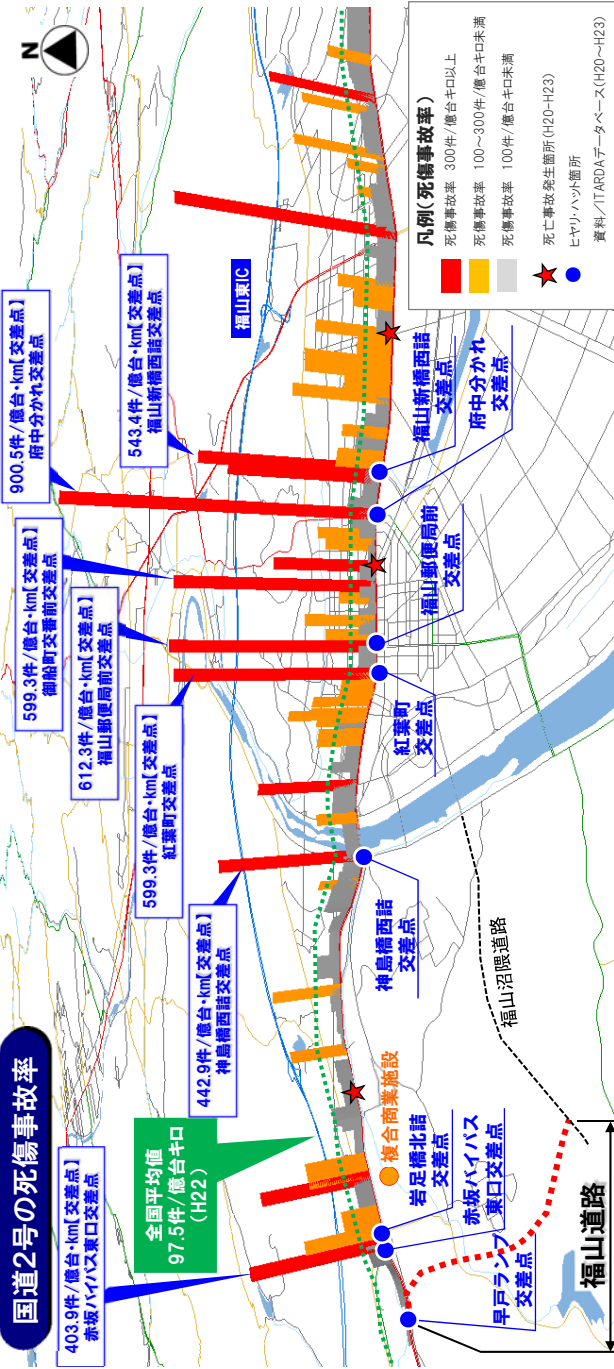 国道2号の死傷事故率
N
403.9件/億台・km【交差点】
赤坂バイパス東口交差点
全国平均値
97.5件/億台キロ
(H22)
442.9件/億台・km【交差点】
神島橋西詰交差点
599.3件/億台・km【交差点】
紅葉町交差点
612.3件/億台・km【交差点】
福山郵便局前交差点
599.3件/億台・km【交差点】
御船町交番前交差点
900.5件/億台・km【交差点】
府中分かれ交差点
543.4件/億台・km【交差点】
福山新橋西詰交差点
福山東IC
早戸ランプ
交差点
赤坂バイパス
東口交差点
岩足橋北詰
交差点
複合商業施設
神島橋西詰
交差点
紅葉町
交差点
福山郵便局前
交差点
府中分かれ
交差点
福山新橋西詰
交差点
福山道路
福山沼隈道路
凡例(死傷事故率)
死傷事故率 300件/億台キロ以上
死傷事故率 100~300件/億台キロ未満
死傷事故率 100件/億台キロ未満
死亡事故発生箇所(H20-H23)
ヒヤリ・ハット箇所
資料/ITARDAデータベース(H20~H23)